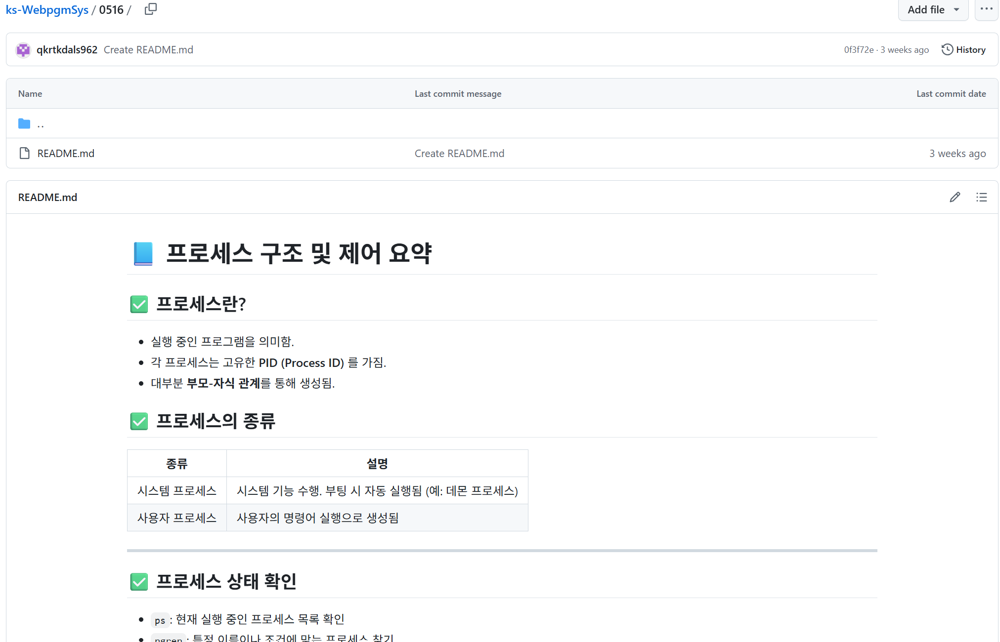 ks-WebpgmSys / 0516 /
Add file
qkrtkdals962 Create README.md
0f3f72e · 3 weeks ago
History
Name Last commit message Last commit date
..
README.md Create README.md 3 weeks ago
README.md
📘 프로세스 구조 및 제어 요약
✅ 프로세스란?
• 실행 중인 프로그램을 의미함.
• 각 프로세스는 고유한 PID (Process ID) 를 가짐.
• 대부분 부모-자식 관계를 통해 생성됨.
✅ 프로세스의 종류
종류 설명
시스템 프로세스 시스템 기능 수행. 부팅 시 자동 실행됨 (예: 데몬 프로세스)
사용자 프로세스 사용자의 명령어 실행으로 생성됨
✅ 프로세스 상태 확인
• ps : 현재 실행 중인 프로세스 목록 확인
• pgrep : 특정 이름이나 조건에 맞는 프로세스 찾기